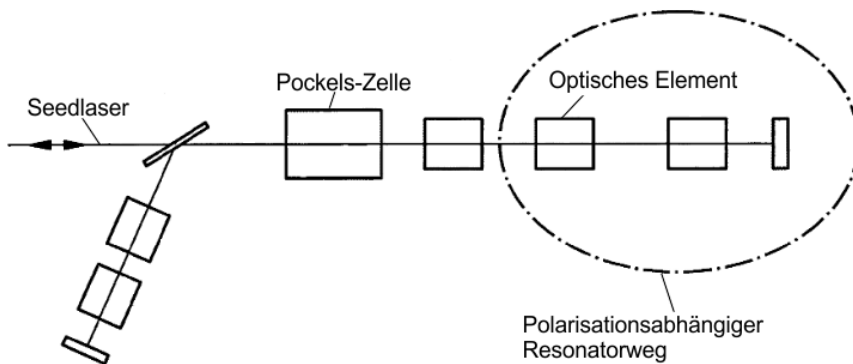 Pockels-Zelle
Optisches Element
Seedlaser
Polarisationsabhängiger
Resonatorweg